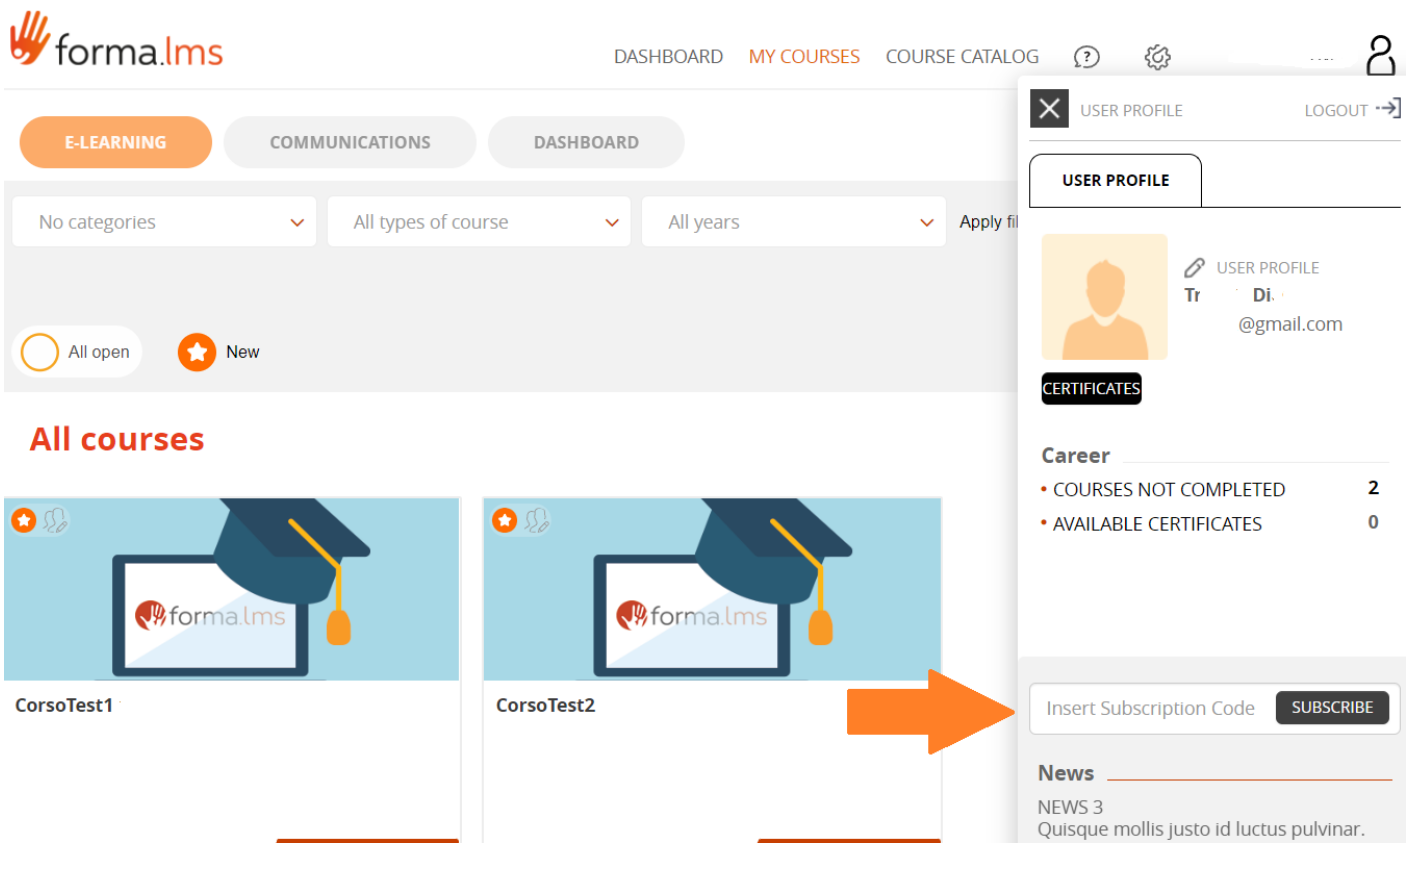 forma.lms
DASHBOARD MY COURSES COURSE CATALOG
USER PROFILE LOGOUT
E-LEARNING COMMUNICATIONS DASHBOARD
USER PROFILE
No categories All types of course All years Apply
USER PROFILE
Tr Di
@gmail.com
All open New
CERTIFICATES
All courses
Career
• COURSES NOT COMPLETED 2
• AVAILABLE CERTIFICATES 0
forma.lms forma.lms
CorsoTest1 CorsoTest2
Insert Subscription Code SUBSCRIBE
News
NEWS 3
Quisque mollis justo id luctus pulvinar.